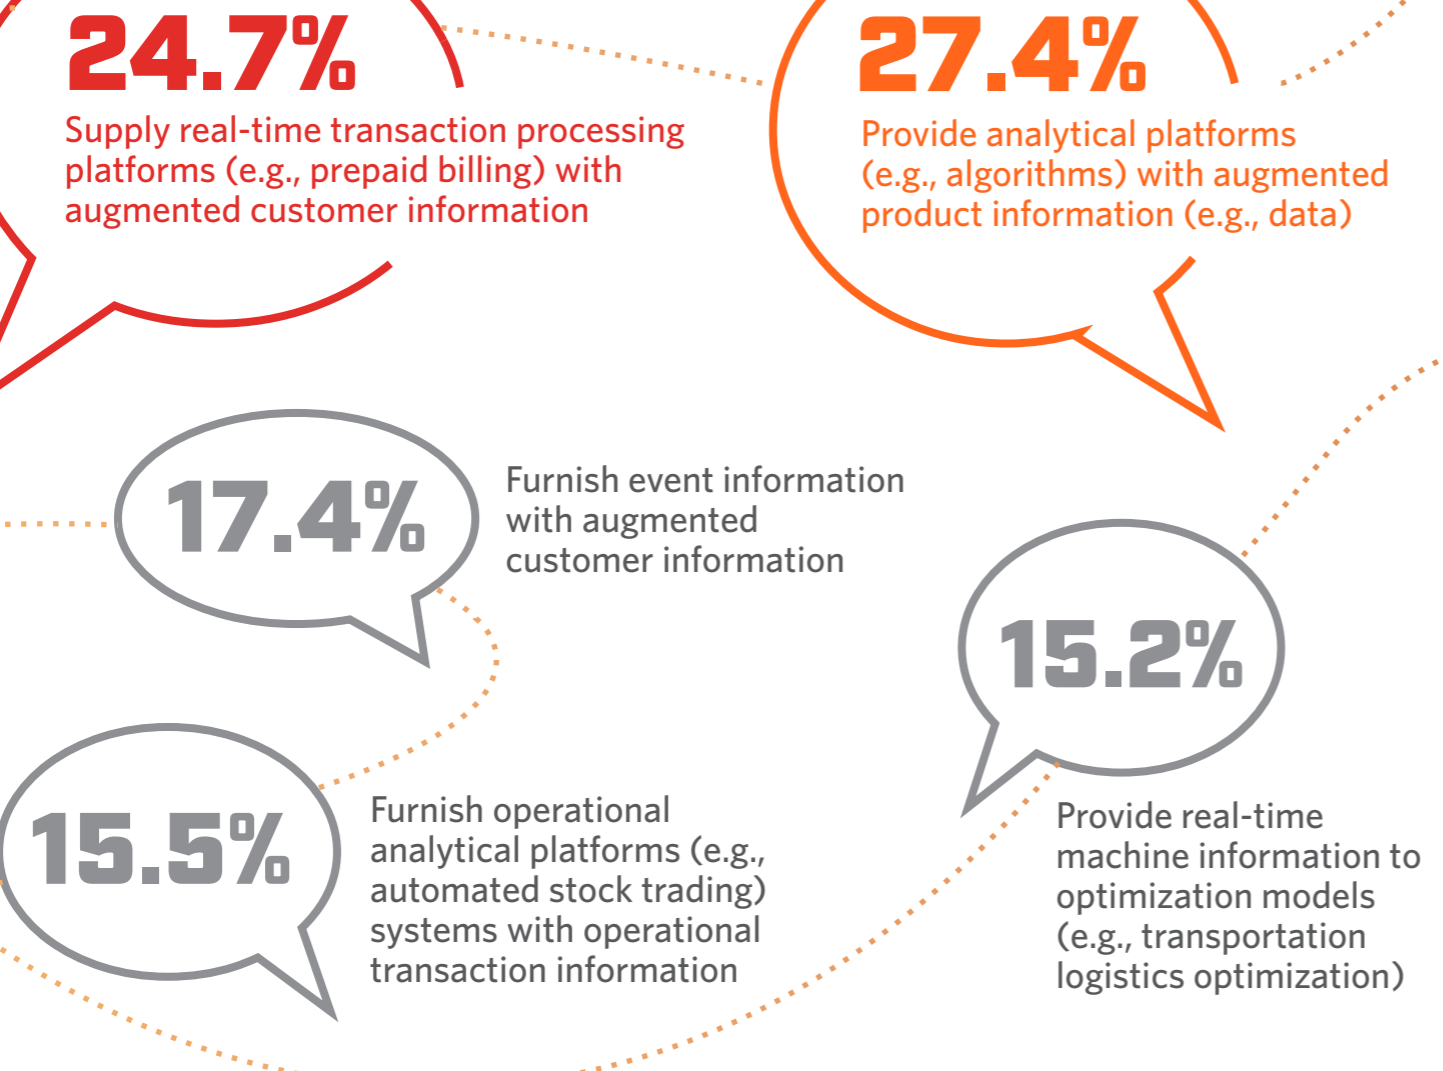 24.7%
Supply real-time transaction processing
platforms (e.g., prepaid billing) with
augmented customer information
27.4%
Provide analytical platforms
(e.g., algorithms) with augmented
product information (e.g., data)
17.4%
Furnish event information
with augmented
customer information
15.2%
Provide real-time
machine information to
optimization models
(e.g., transportation
logistics optimization)
15.5%
Furnish operational
analytical platforms (e.g.,
automated stock trading)
systems with operational
transaction information